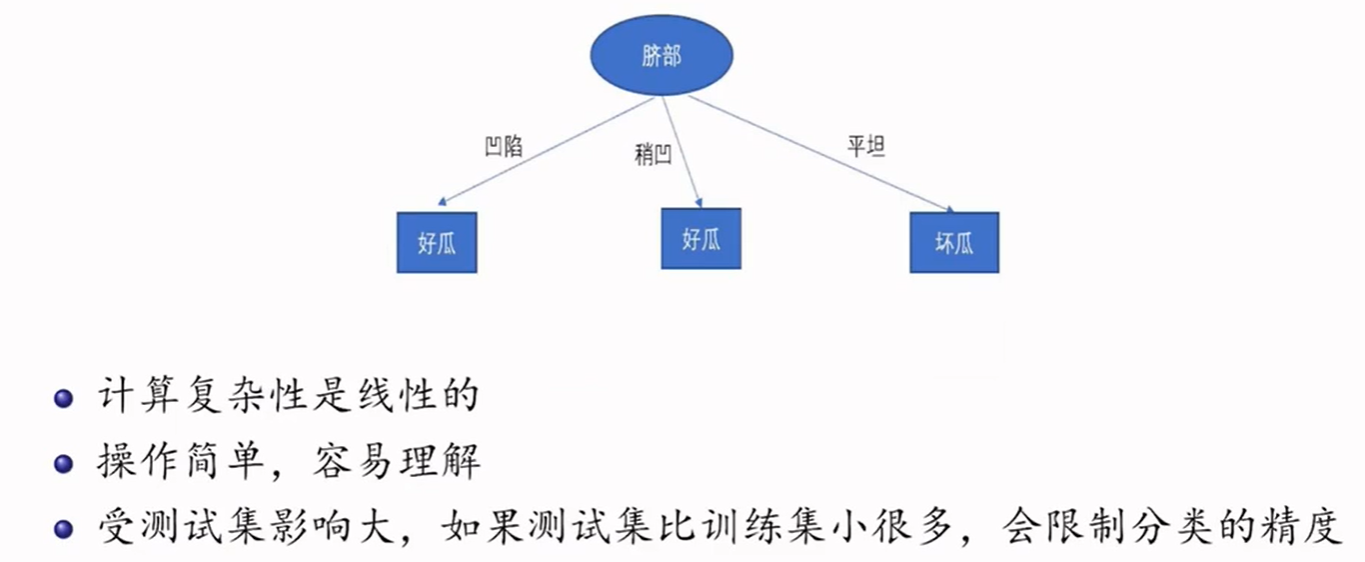 脐部
凹陷
稍凹
平坦
好瓜
好瓜
坏瓜
计算复杂性是线性的
操作简单，容易理解
受测试集影响大，如果测试集比训练集小很多，会限制分类的精度